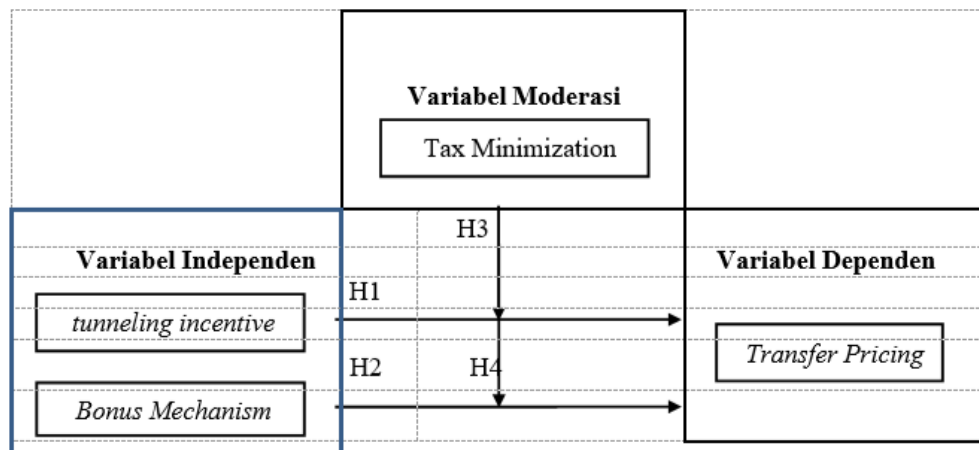 Variabel Moderasi
Tax Minimization
H3
Variabel Independen
Variabel Dependen
H1
tunneling incentive
Transfer Pricing
H2
H4
Bonus Mechanism